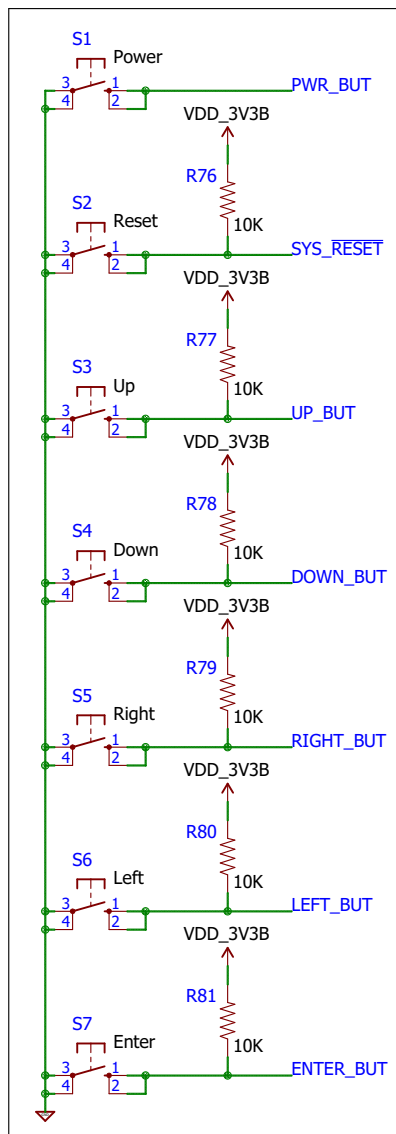 S1
Power
3 1 PWR_BUT
4 2
VDD_3V3B
R76
S2
Reset
10K
3 1 SYS_RESET
4 2
VDD_3V3B
R77
S3
Up
10K
3 1 UP_BUT
4 2
VDD_3V3B
R78
S4
Down
10K
3 1 DOWN_BUT
4 2
VDD_3V3B
R79
S5
Right
10K
3 1 RIGHT_BUT
4 2
VDD_3V3B
R80
S6
Left
10K
3 1 LEFT_BUT
4 2
VDD_3V3B
R81
S7
Enter
10K
3 1 ENTER_BUT
4 2